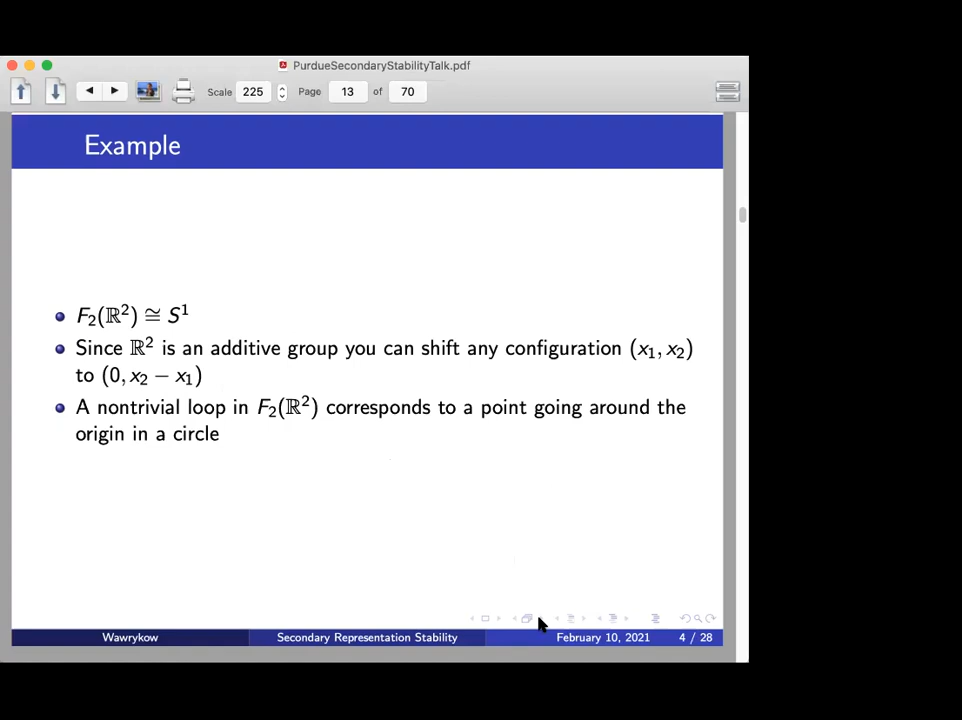 PurdueSecondaryStabilityTalk.pdf
Scale 225 Page 13 of 70
Example
F₂(ℝ²) ≅ S¹
Since ℝ² is an additive group you can shift any configuration (x₁, x₂)
to (0, x₂ − x₁)
A nontrivial loop in F₂(ℝ²) corresponds to a point going around the
origin in a circle
Wawrykow Secondary Representation Stability February 10, 2021 4 / 28